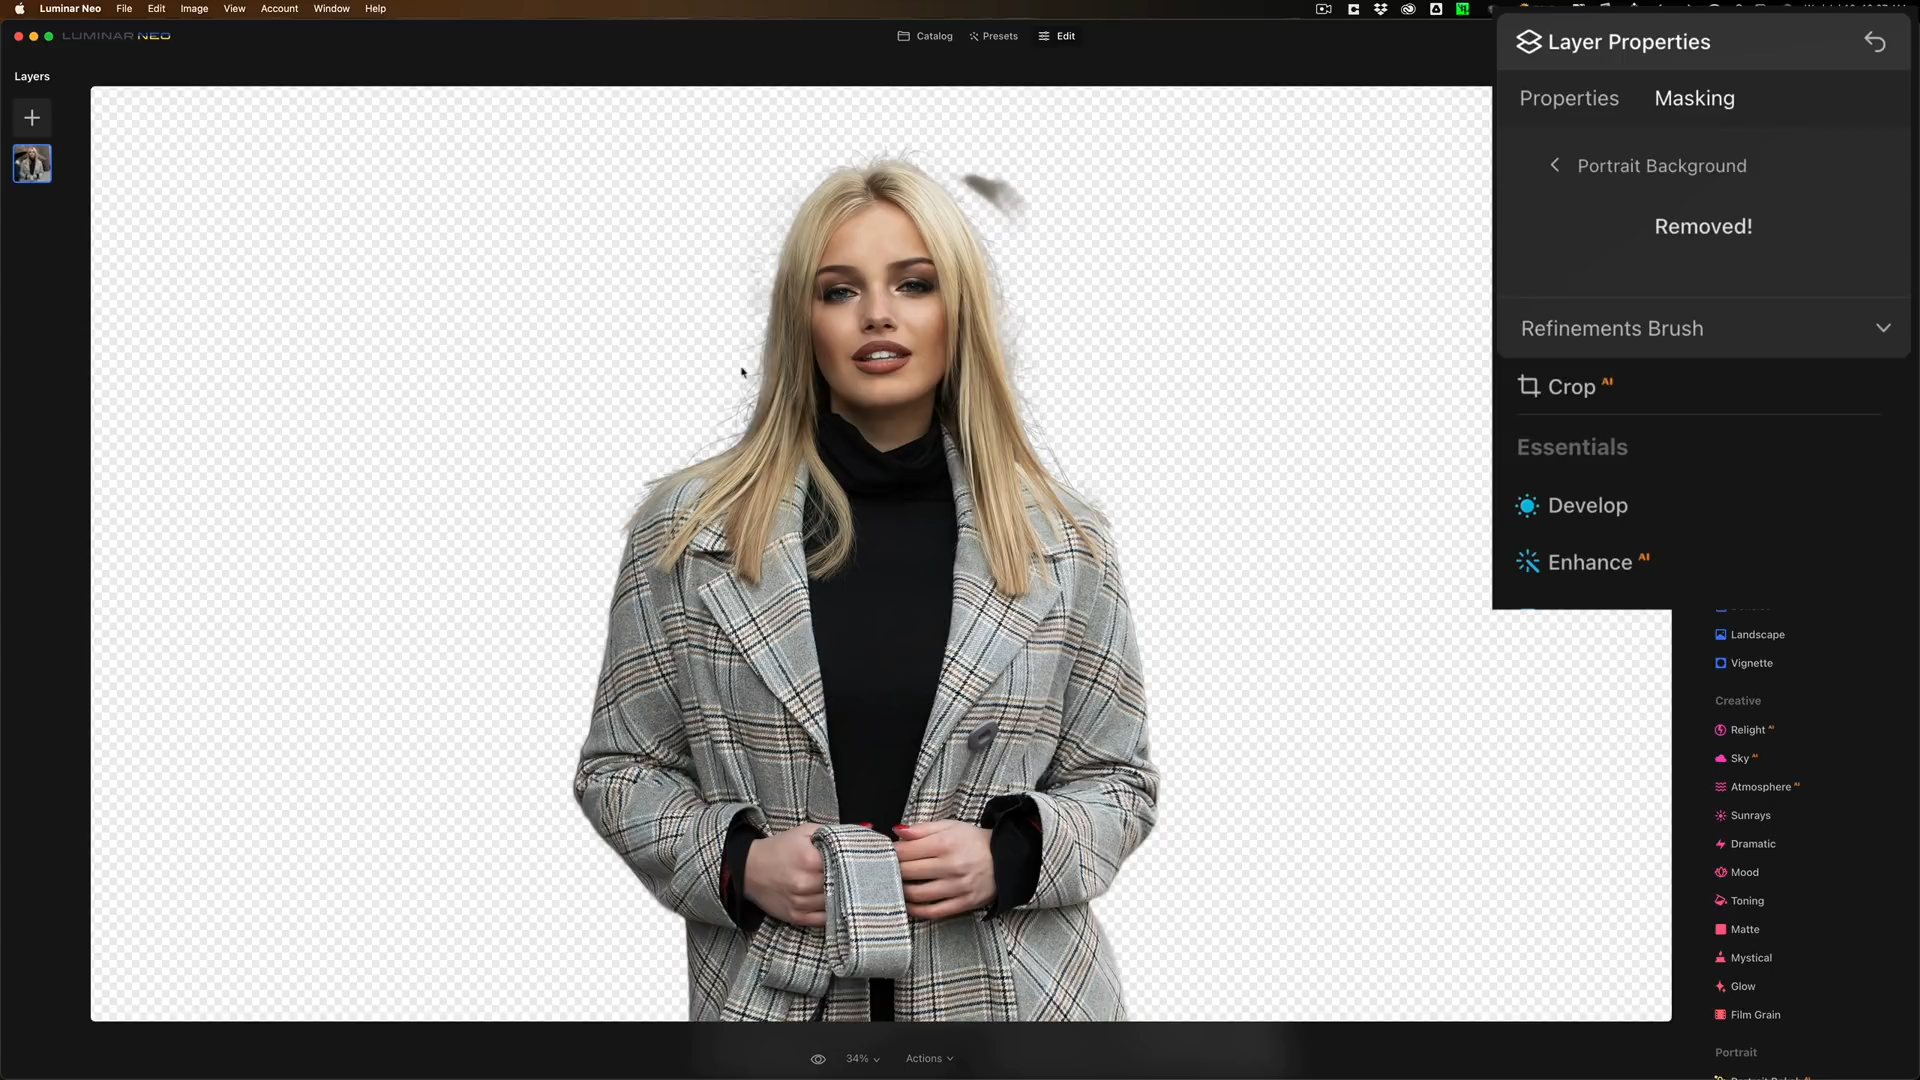 Luminar Neo File Edit Image View Account Window Help
LUMINAR NEO
Catalog Presets Edit
Layers
Layer Properties
Properties Masking
Portrait Background
Removed!
Refinements Brush
Crop AI
Essentials
Develop
Enhance AI
Landscape
Vignette
Creative
Relight AI
Sky AI
Atmosphere AI
Sunrays
Dramatic
Mood
Toning
Matte
Mystical
Glow
Film Grain
Portrait
34% Actions